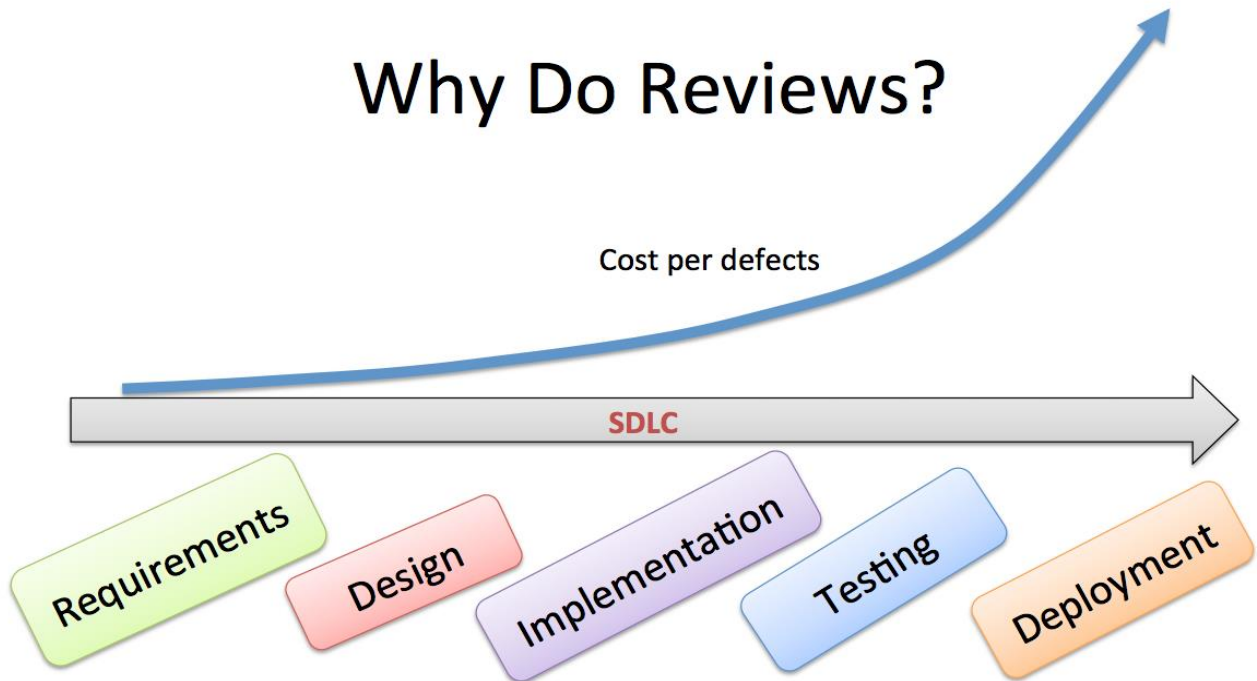 Why Do Reviews?
Cost per defects
SDLC
Requirements
Design
Implementation
Testing
Deployment